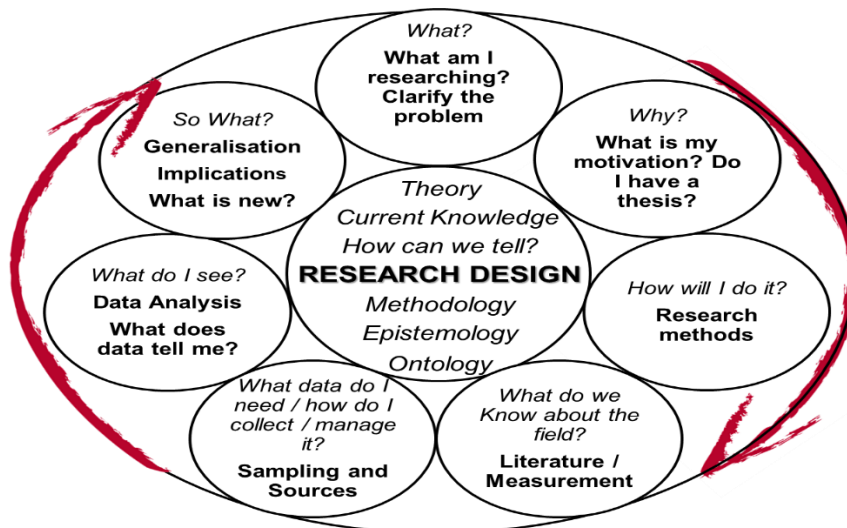 What?
What am I
researching?
Clarify the
problem
Why?
What is my
motivation? Do
I have a
thesis?
How will I do it?
Research
methods
What do we
Know about the
field?
Literature /
Measurement
What data do I
need / how do I
collect / manage
it?
Sampling and
Sources
What do I see?
Data Analysis
What does
data tell me?
So What?
Generalisation
Implications
What is new?
Theory
Current Knowledge
How can we tell?
RESEARCH DESIGN
Methodology
Epistemology
Ontology